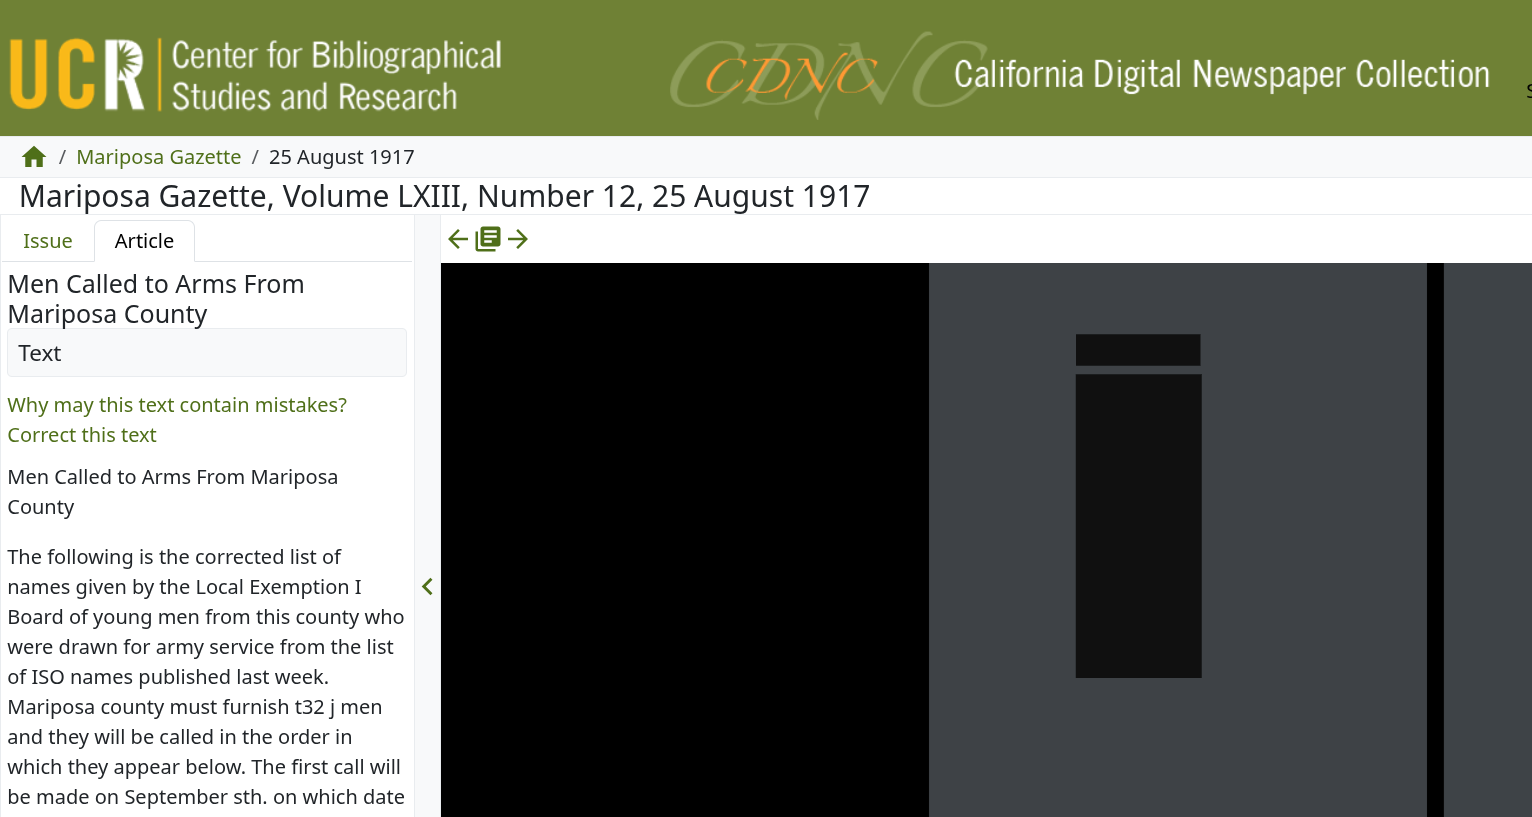 UCR Center for Bibliographical
Studies and Research
CDNC
CDNC California Digital Newspaper Collection
/ Mariposa Gazette / 25 August 1917
Mariposa Gazette, Volume LXIII, Number 12, 25 August 1917
Issue
Article
Men Called to Arms From
Mariposa County
Text
Why may this text contain mistakes?
Correct this text
Men Called to Arms From Mariposa
County
The following is the corrected list of
names given by the Local Exemption I
Board of young men from this county who
were drawn for army service from the list
of ISO names published last week.
Mariposa county must furnish t32 j men
and they will be called in the order in
which they appear below. The first call will
be made on September sth. on which date